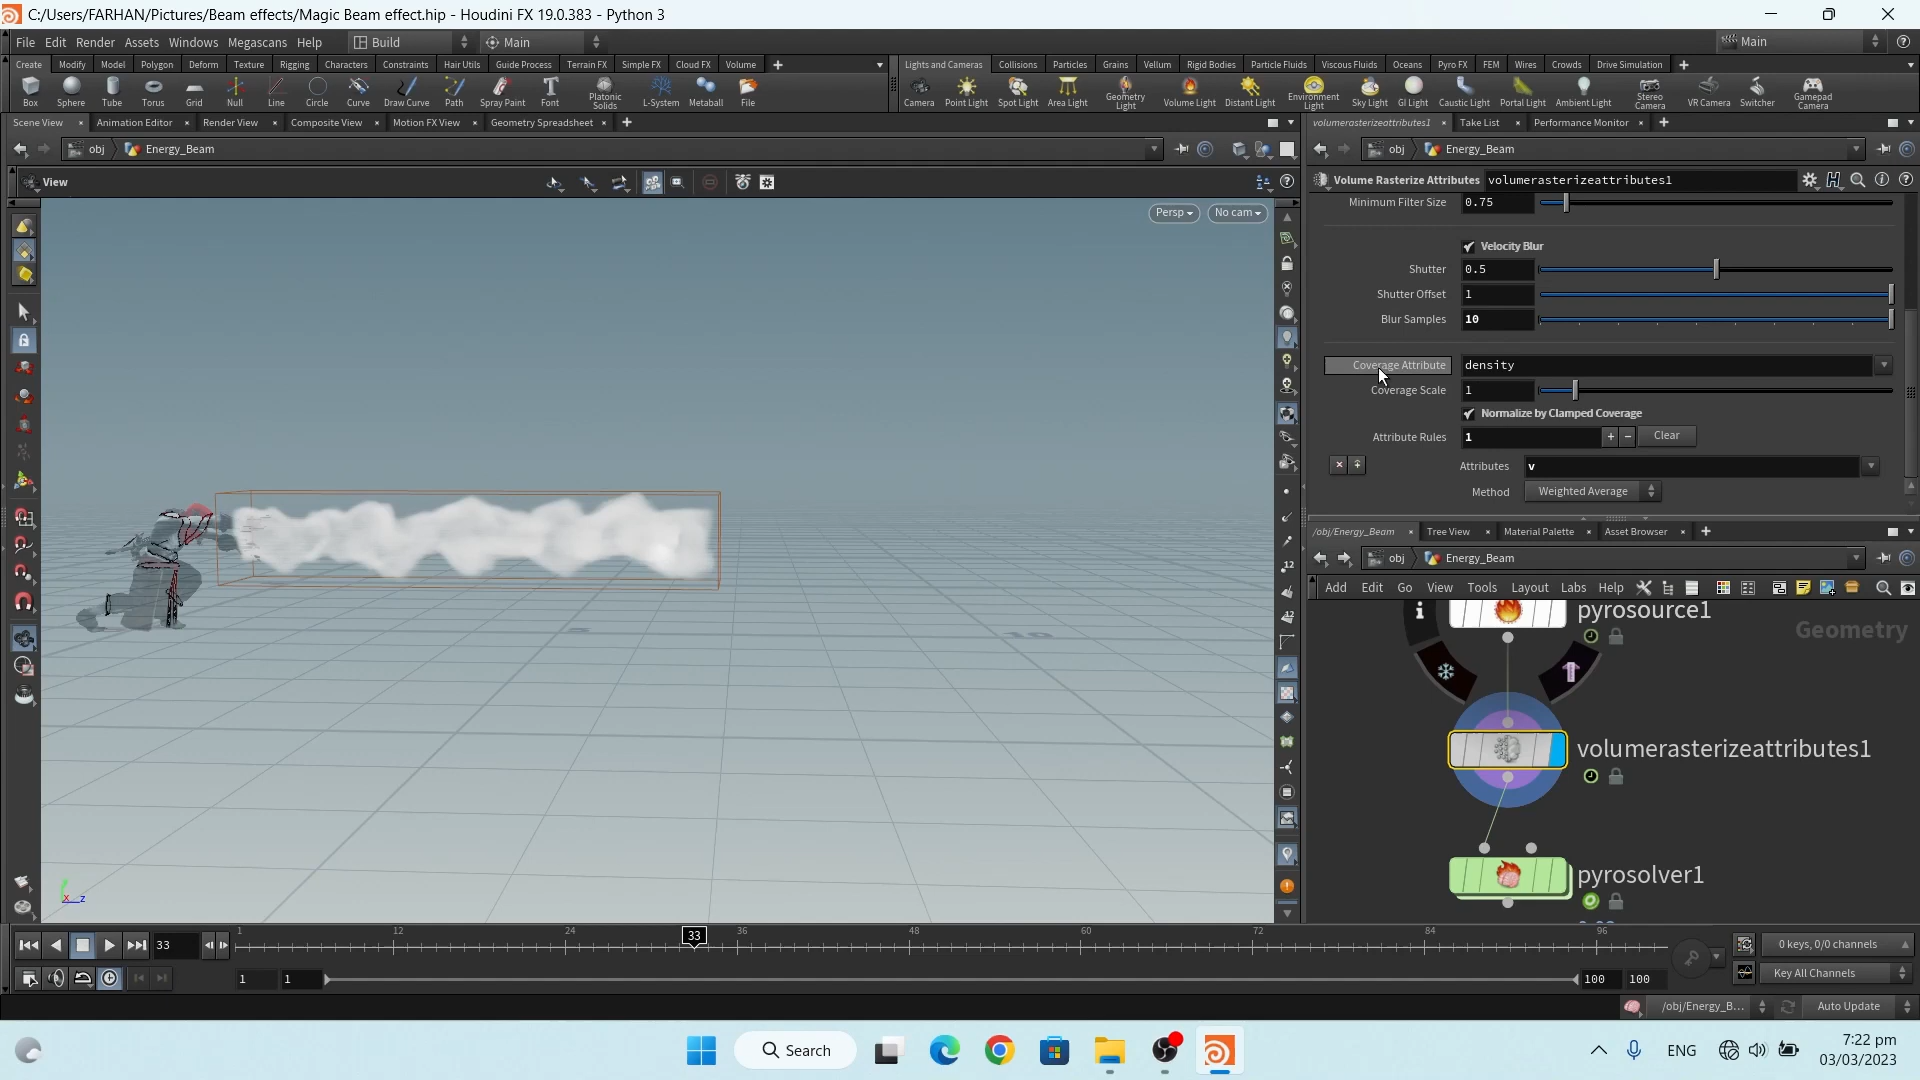 C:/Users/FARHAN/Pictures/Beam effects/Magic Beam effect.hip - Houdini FX 19.0.383 - Python 3
File Edit Render Assets Windows Megascans Help Build Main Main
Create Modify Model Polygon Deform Texture Rigging Characters Constraints Hair Utils Guide Process Terrain FX Simple FX Cloud FX Volume
Lights and Cameras Collisions Particles Grains Vellum Rigid Bodies Particle Fluids Viscous Fluids Oceans Pyro FX FEM Wires Crowds Drive Simulation
Box Sphere Tube Torus Grid Null Line Circle Curve Draw Curve Path Spray Paint Font Platonic Solids L-System Metaball File
Camera Point Light Spot Light Area Light Geometry Light Volume Light Distant Light Environment Light Sky Light GI Light Caustic Light Portal Light Ambient Light Stereo Camera VR Camera Switcher Gamepad Camera
Scene View Animation Editor Render View Composite View Motion FX View Geometry Spreadsheet
volumerasterizeattributes1 Take List Performance Monitor
obj Energy_Beam
obj Energy_Beam
View
Volume Rasterize Attributes volumerasterizeattributes1
Persp No cam
Minimum Filter Size 0.75
Velocity Blur
Shutter 0.5
Shutter Offset 1
Blur Samples 10
Coverage Attribute density
Coverage Scale 1
Normalize by Clamped Coverage
Attribute Rules 1 + - Clear
Attributes v
Method Weighted Average
/obj/Energy_Beam Tree View Material Palette Asset Browser
obj Energy_Beam
Add Edit Go View Tools Layout Labs Help
pyrosource1
Geometry
volumerasterizeattributes1
pyrosolver1
5 10
x z
33 1 12 24 33 36 48 60 72 84 96
0 keys, 0/0 channels
1 1 100 100
Key All Channels
/obj/Energy_B... Auto Update
Search
ENG
7:22 pm
03/03/2023